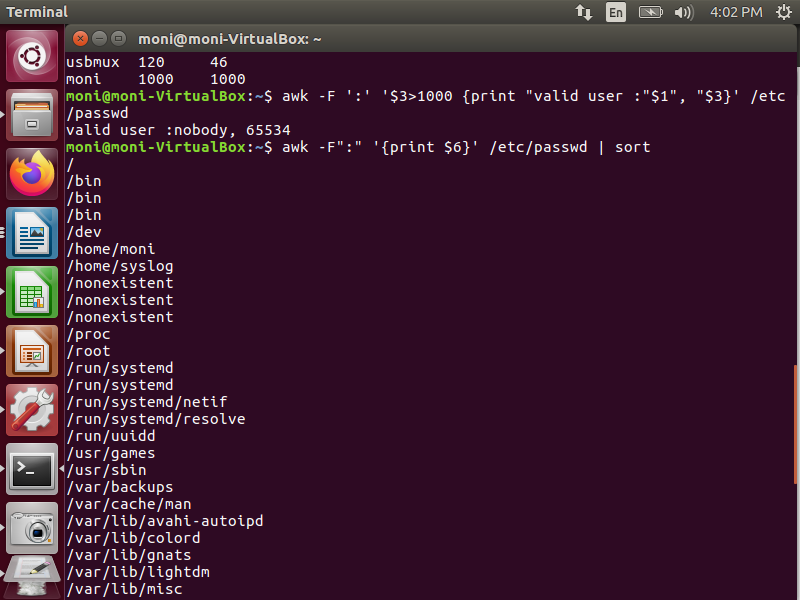 Terminal
En
4:02 PM
moni@moni-VirtualBox: ~
usbmux  120     46
moni    1000    1000
moni@moni-VirtualBox:~$ awk -F ':' '$3>1000 {print "valid user :"$1", "$3}' /etc
/passwd
valid user :nobody, 65534
moni@moni-VirtualBox:~$ awk -F":" '{print $6}' /etc/passwd | sort
/
/bin
/bin
/bin
/dev
/home/moni
/home/syslog
/nonexistent
/nonexistent
/nonexistent
/proc
/root
/run/systemd
/run/systemd
/run/systemd/netif
/run/systemd/resolve
/run/uuidd
/usr/games
/usr/sbin
/var/backups
/var/cache/man
/var/lib/avahi-autoipd
/var/lib/colord
/var/lib/gnats
/var/lib/lightdm
/var/lib/misc